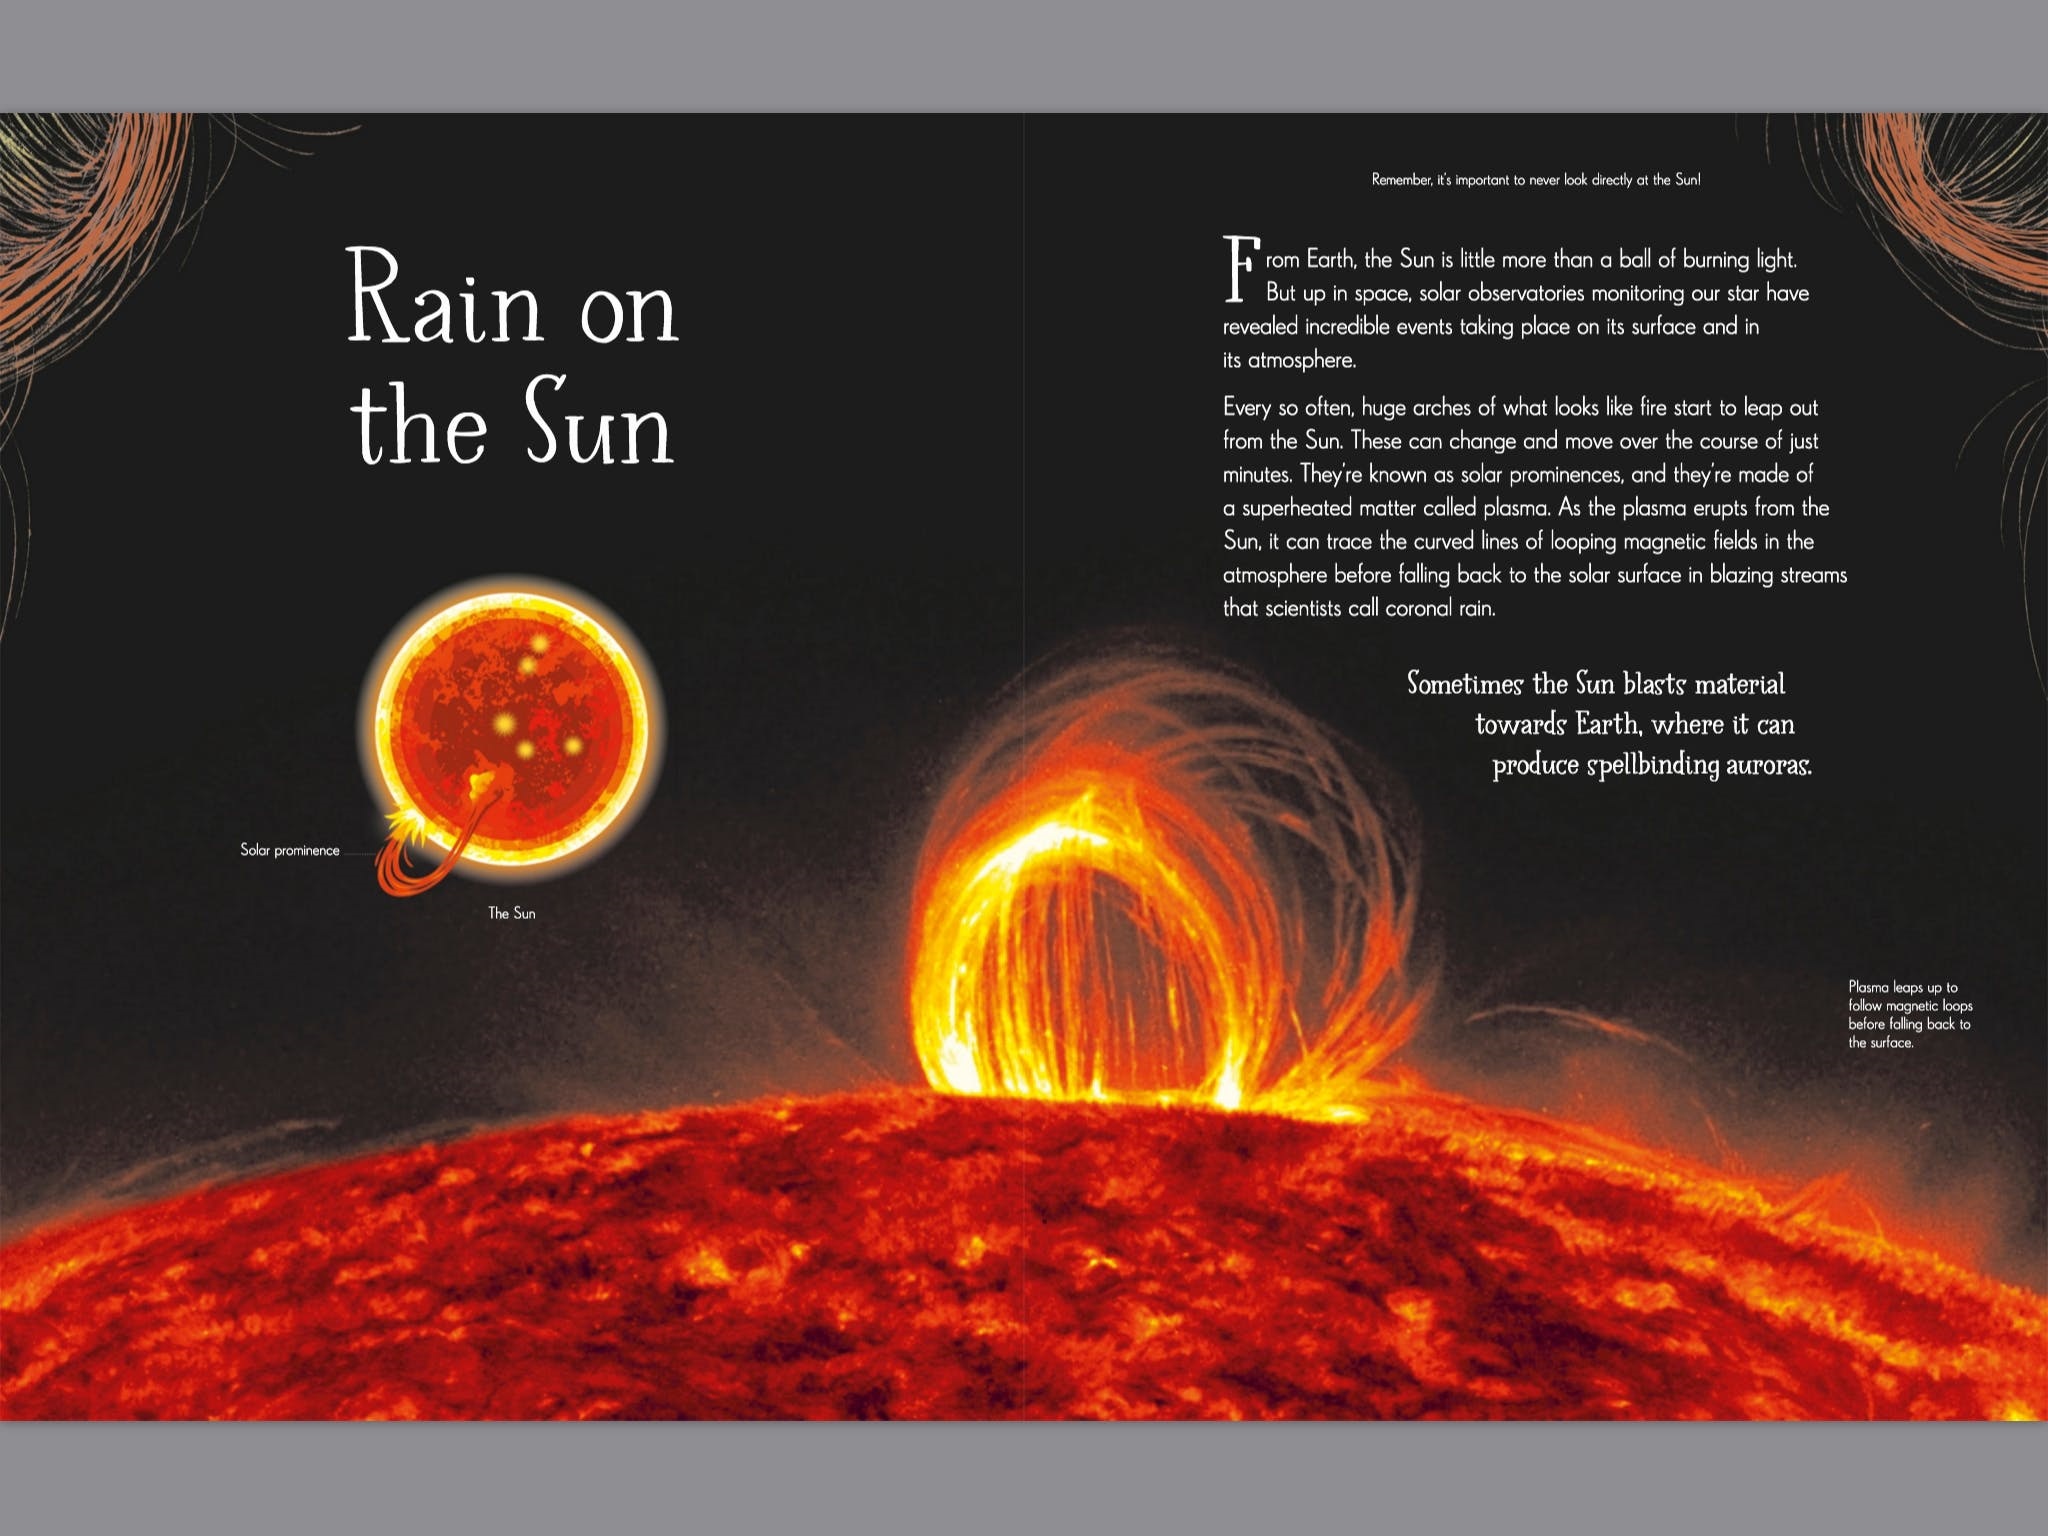 Rain on
the Sun
Solar prominence
The Sun
Remember, it's important to never look directly at the Sun!
From Earth, the Sun is little more than a ball of burning light.
But up in space, solar observatories monitoring our star have
revealed incredible events taking place on its surface and in
its atmosphere.
Every so often, huge arches of what looks like fire start to leap out
from the Sun. These can change and move over the course of just
minutes. They're known as solar prominences, and they're made of
a superheated matter called plasma. As the plasma erupts from the
Sun, it can trace the curved lines of looping magnetic fields in the
atmosphere before falling back to the solar surface in blazing streams
that scientists call coronal rain.
Sometimes the Sun blasts material
towards Earth, where it can
produce spellbinding auroras.
Plasma leaps up to
follow magnetic loops
before falling back to
the surface.